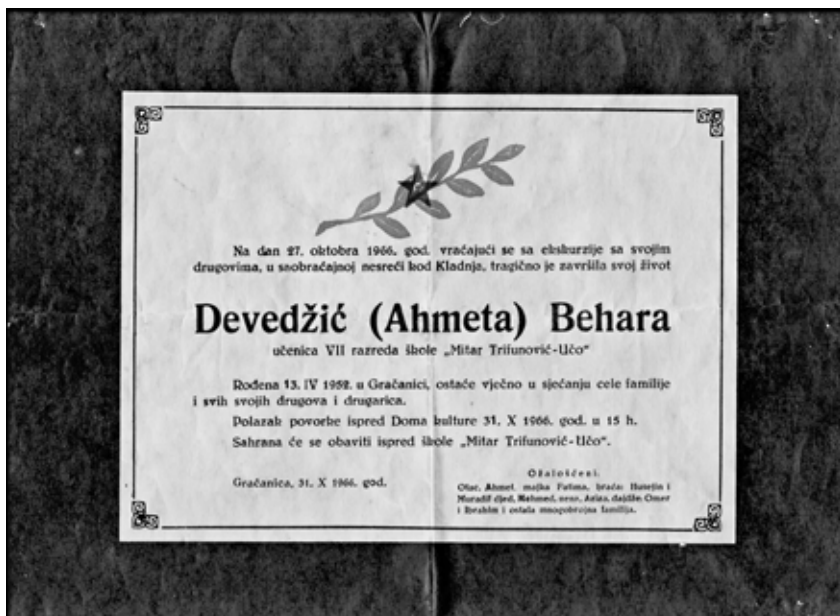 Na dan 27. oktobra 1966. god. vraćajući se sa ekskurzije sa svojim
drugovima, u saobraćajnoj nesreći kod Kladnja, tragično je završila svoj život
Devedžić (Ahmeta) Behara
učenica VII razreda škole „Mitar Trifunović-Učo“
Rođena 13. IV 1952. u Gračanici, ostaće vječno u sjećanju cele familije
i svih svojih drugova i drugarica.
Polazak povorke ispred Doma kulture 31. X 1966. god. u 15 h.
Sahrana će se obaviti ispred škole „Mitar Trifunović-Učo“.
Gračanica, 31. X 1966. god.
Ožalošćeni:
Otac, Ahmet, majka Fatima, braća: Husejin i
Muradif djed, Mehmed, nene, Aziza, dajdže: Omer
i Ibrahim i ostala mnogobrojna familija.